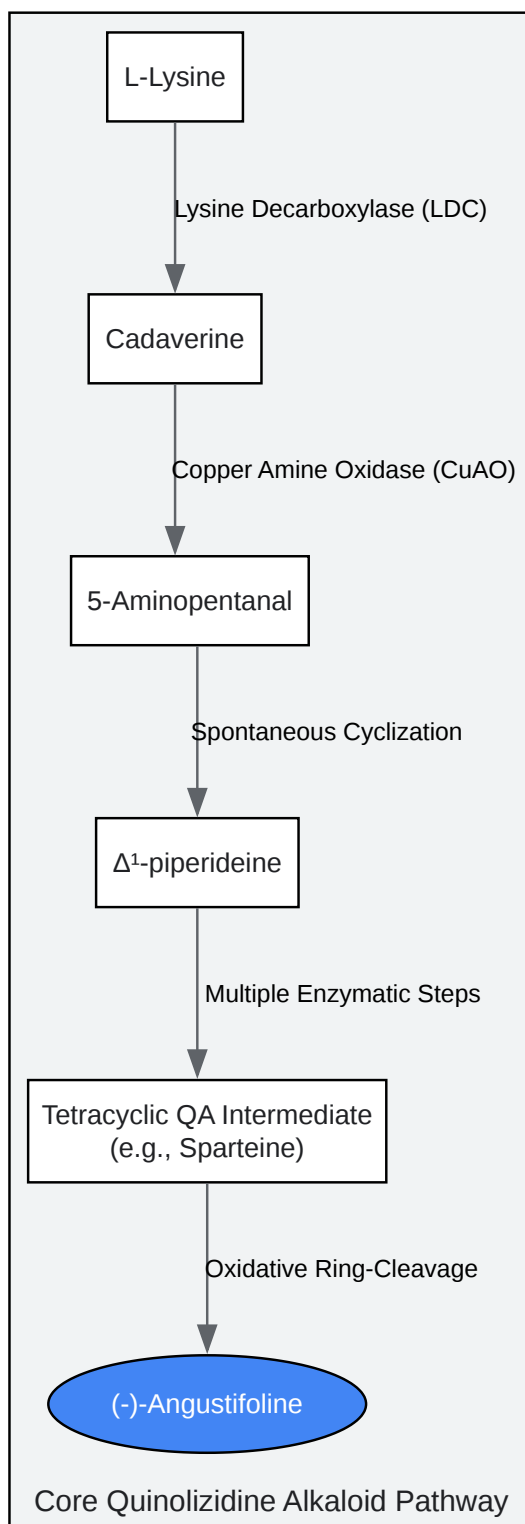 L-Lysine
Lysine Decarboxylase (LDC)
Cadaverine
Copper Amine Oxidase (CuAO)
5-Aminopentanal
Spontaneous Cyclization
Δ¹-piperideine
Multiple Enzymatic Steps
Tetracyclic QA Intermediate
(e.g., Sparteine)
Oxidative Ring-Cleavage
(-)-Angustifoline
Core Quinolizidine Alkaloid Pathway